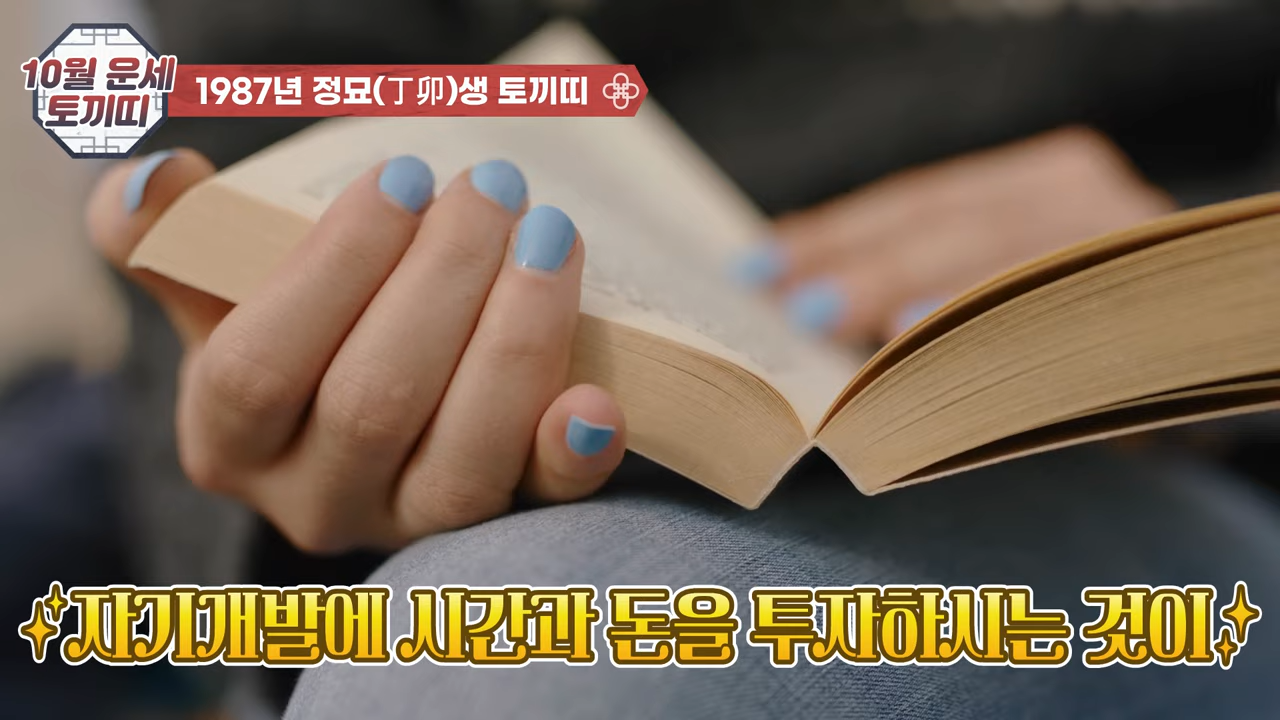 10월 운세
토끼띠
1987년 정묘(丁卯)생 토끼띠
자기개발에 시간과 돈을 투자하시는 것이